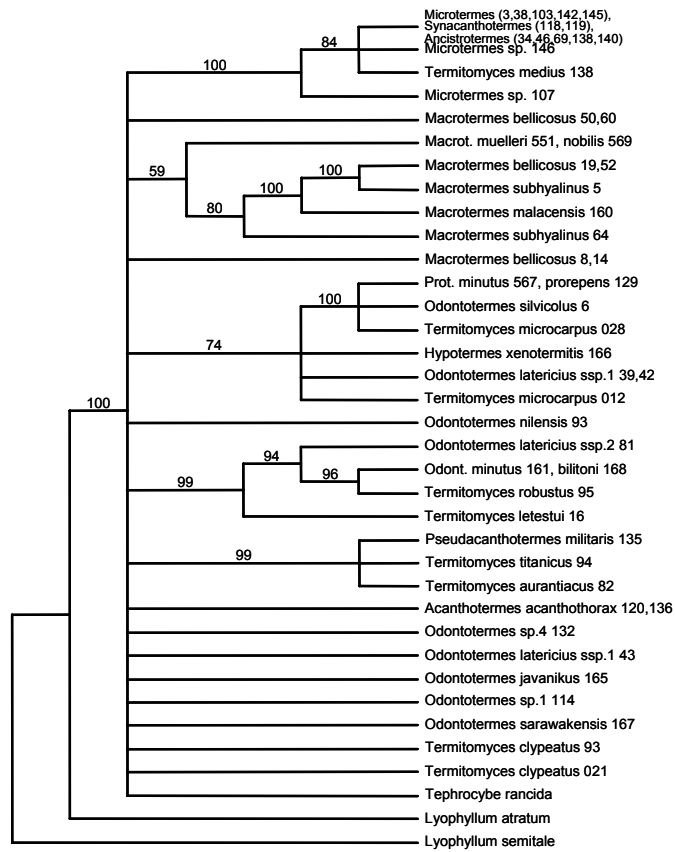 Microtermes (3,38,103,142,145),
Synacanthotermes (118,119),
Ancistrotermes (34,46,69,138,140)
84
Microtermes sp. 146
100
Termitomyces medius 138
Microtermes sp. 107
Macrotermes bellicosus 50,60
Macrot. muelleri 551, nobilis 569
59
100
Macrotermes bellicosus 19,52
100
Macrotermes subhyalinus 5
80
Macrotermes malacensis 160
Macrotermes subhyalinus 64
Macrotermes bellicosus 8,14
Prot. minutus 567, prorepens 129
100
Odontotermes silvicolus 6
Termitomyces microcarpus 028
74
Hypotermes xenotermitis 166
Odontotermes latericius ssp.1 39,42
Termitomyces microcarpus 012
100
Odontotermes nilensis 93
Odontotermes latericius ssp.2 81
94
96
Odont. minutus 161, bilitoni 168
99
Termitomyces robustus 95
Termitomyces letestui 16
Pseudacanthotermes militaris 135
99
Termitomyces titanicus 94
Termitomyces aurantiacus 82
Acanthotermes acanthothorax 120,136
Odontotermes sp.4 132
Odontotermes latericius ssp.1 43
Odontotermes javanikus 165
Odontotermes sp.1 114
Odontotermes sarawakensis 167
Termitomyces clypeatus 93
Termitomyces clypeatus 021
Tephrocybe rancida
Lyophyllum atratum
Lyophyllum semitale